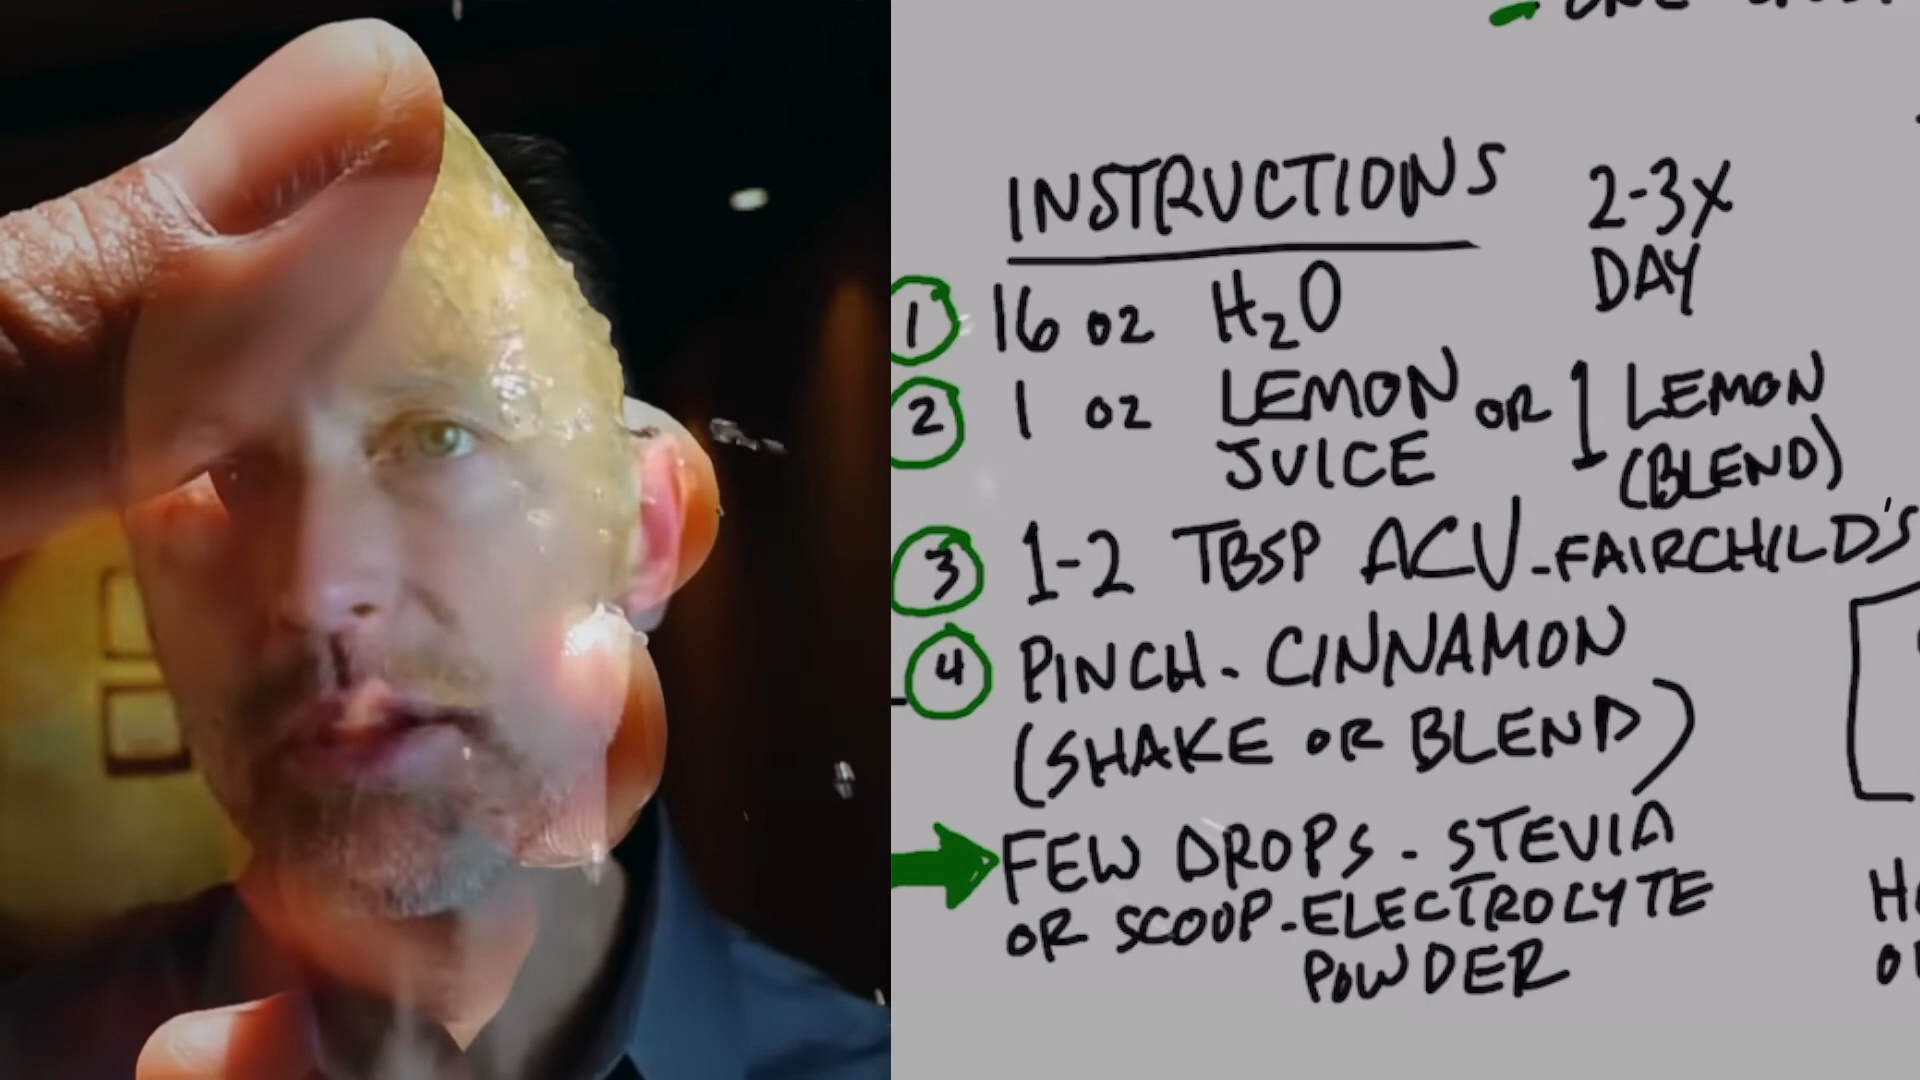 INSTRUCTIONS
2-3X
DAY
1 16 oz H2O
2 1 oz LEMON JUICE OR 1 LEMON (BLEND)
3 1-2 TBSP ACV-FAIRCHILD'S
4 PINCH-CINNAMON
(SHAKE OR BLEND)
FEW DROPS-STEVIA
OR SCOOP-ELECTROLYTE
POWDER